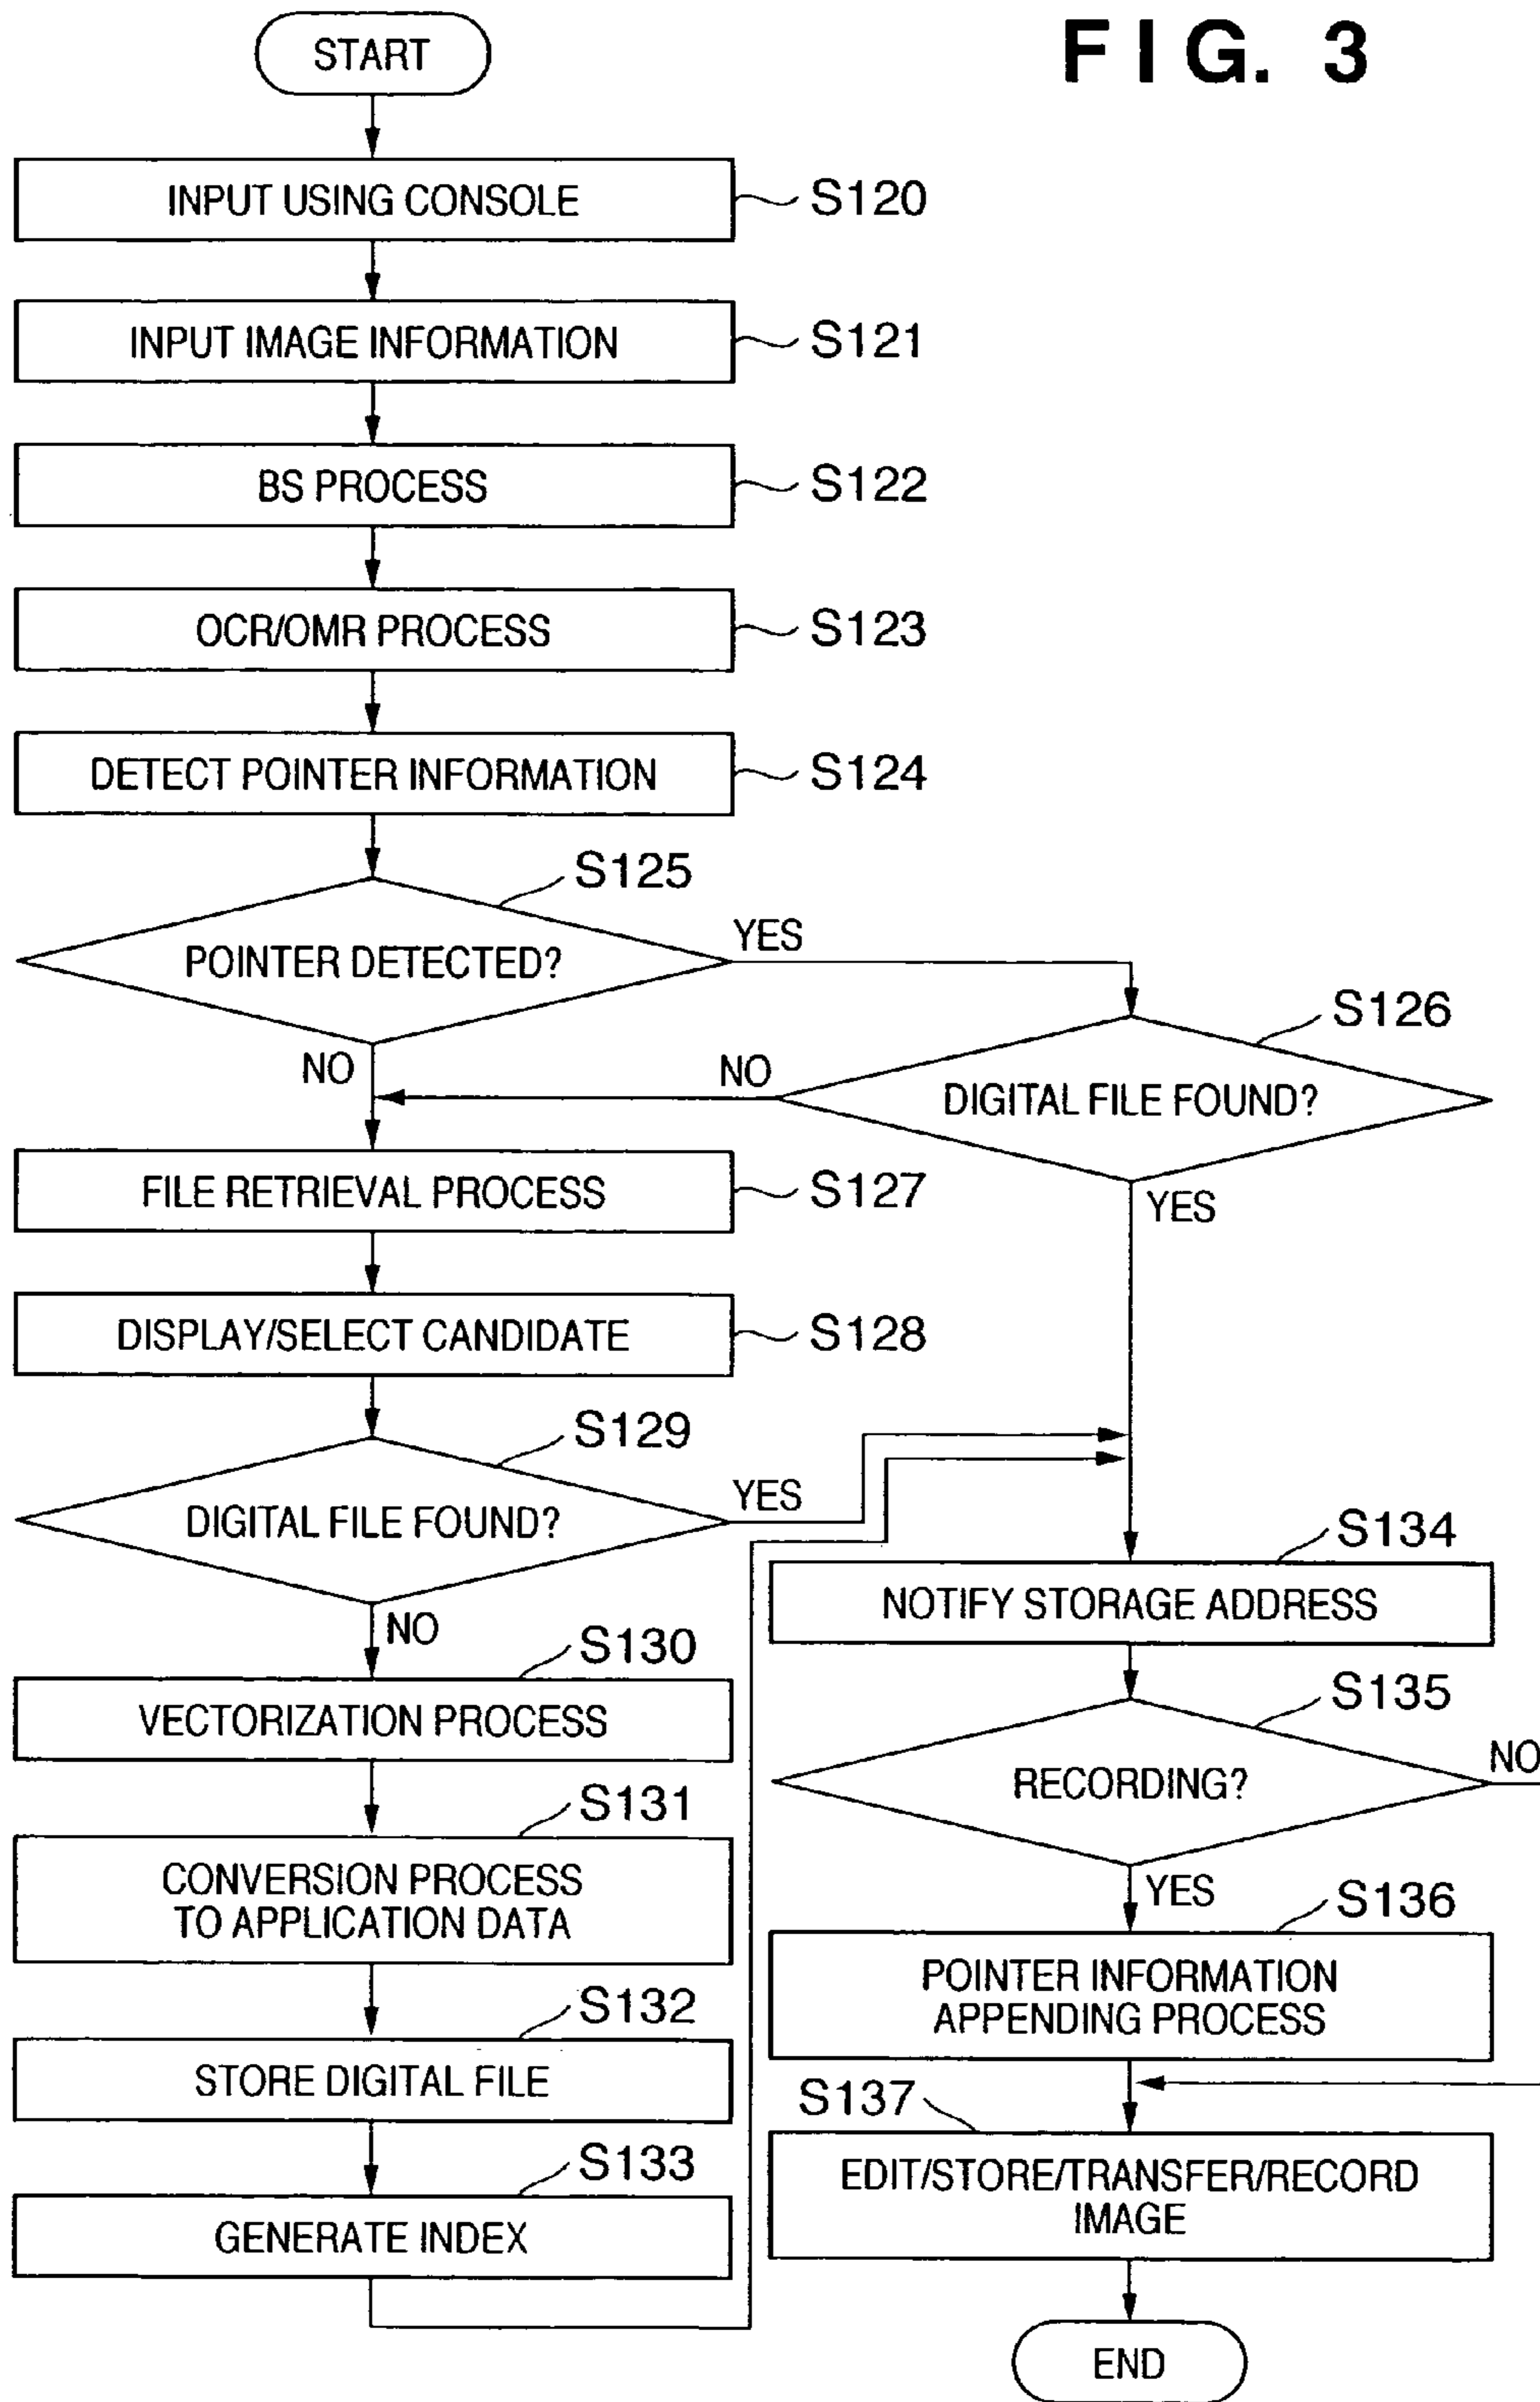 FIG. 3
START
INPUT USING CONSOLE
S120
INPUT IMAGE INFORMATION
S121
BS PROCESS
S122
OCR/OMR PROCESS
S123
DETECT POINTER INFORMATION
S124
S125
POINTER DETECTED?
YES
NO
S126
DIGITAL FILE FOUND?
NO
YES
FILE RETRIEVAL PROCESS
S127
DISPLAY/SELECT CANDIDATE
S128
S129
DIGITAL FILE FOUND?
YES
NO
S130
VECTORIZATION PROCESS
S131
CONVERSION PROCESS
TO APPLICATION DATA
S132
STORE DIGITAL FILE
S133
GENERATE INDEX
S134
NOTIFY STORAGE ADDRESS
S135
RECORDING?
NO
YES
S136
POINTER INFORMATION
APPENDING PROCESS
S137
EDIT/STORE/TRANSFER/RECORD
IMAGE
END